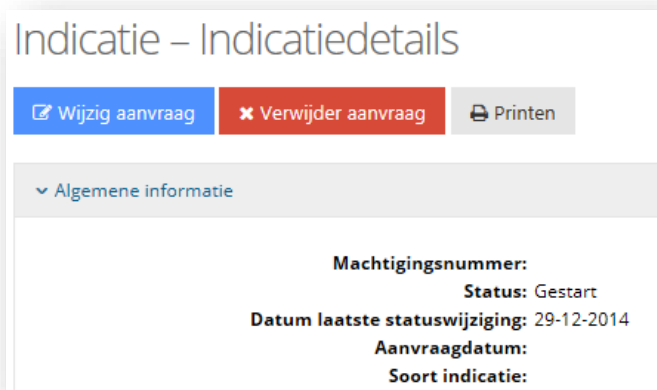 Indicatie – Indicatiedetails
Wijzig aanvraag Verwijder aanvraag Printen
Algemene informatie
Machtigingsnummer:
Status: Gestart
Datum laatste statuswijziging: 29-12-2014
Aanvraagdatum:
Soort indicatie: